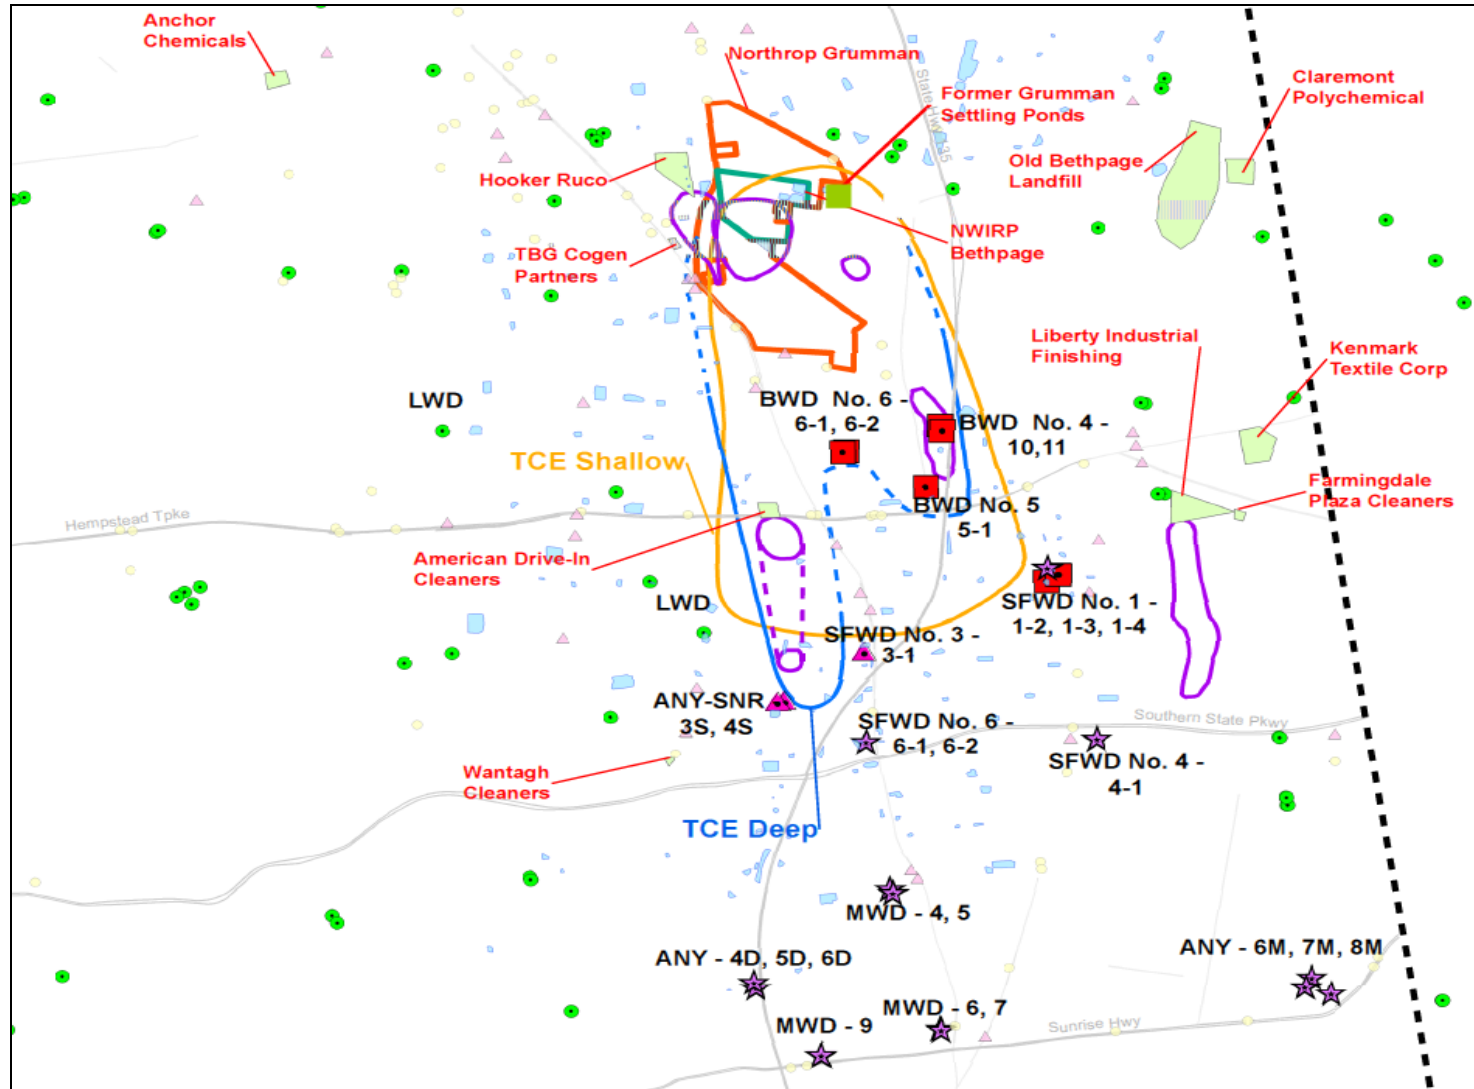 Anchor
Chemicals
Northrop Grumman
State Hwy 135
Former Grumman
Settling Ponds
Claremont
Polychemical
Old Bethpage
Landfill
Hooker Ruco
NWIRP
Bethpage
TBG Cogen
Partners
Liberty Industrial
Finishing
Kenmark
Textile Corp
LWD
BWD No. 6 -
6-1, 6-2
BWD No. 4 -
10,11
TCE Shallow
Farmingdale
Plaza Cleaners
BWD No. 5
5-1
Hempstead Tpke
American Drive-In
Cleaners
LWD
SFWD No. 1 -
1-2, 1-3, 1-4
SFWD No. 3 -
3-1
ANY-SNR
3S, 4S
SFWD No. 6 -
6-1, 6-2
Southern State Pkwy
SFWD No. 4 -
4-1
Wantagh
Cleaners
TCE Deep
MWD - 4, 5
ANY - 4D, 5D, 6D
ANY - 6M, 7M, 8M
MWD - 9
MWD - 6, 7
Sunrise Hwy